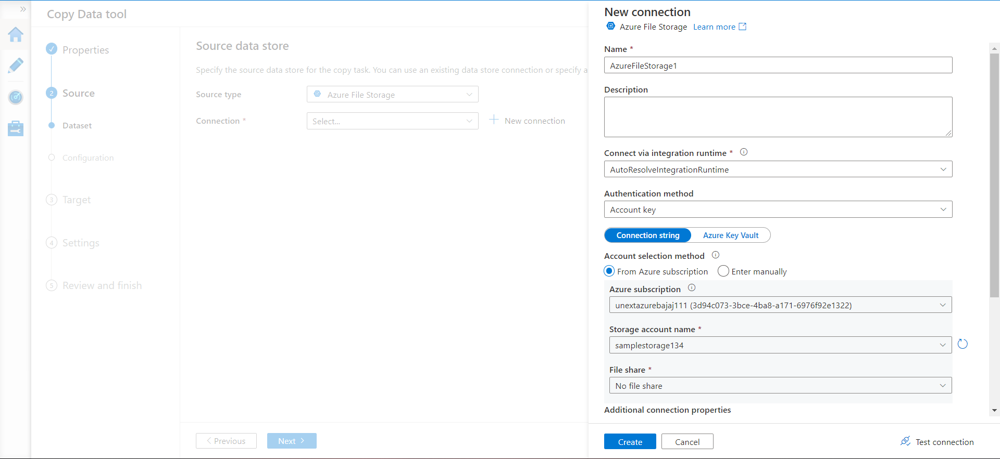 Copy Data tool
Properties
2
Source
Dataset
Configuration
3
Target
4
Settings
5
Review and finish
Source data store
Specify the source data store for the copy task. You can use an existing data store connection or specify a
Source type
Azure File Storage
Connection *
Select...
New connection
Previous
Next
New connection
Azure File Storage Learn more
Name *
AzureFileStorage1
Description
Connect via integration runtime *
AutoResolveIntegrationRuntime
Authentication method
Account key
Connection string
Azure Key Vault
Account selection method
From Azure subscription
Enter manually
Azure subscription
unextazurebajaj111 (3d94c073-3bce-4ba8-a171-6976f92e1322)
Storage account name *
samplestorage134
File share *
No file share
Additional connection properties
Create
Cancel
Test connection